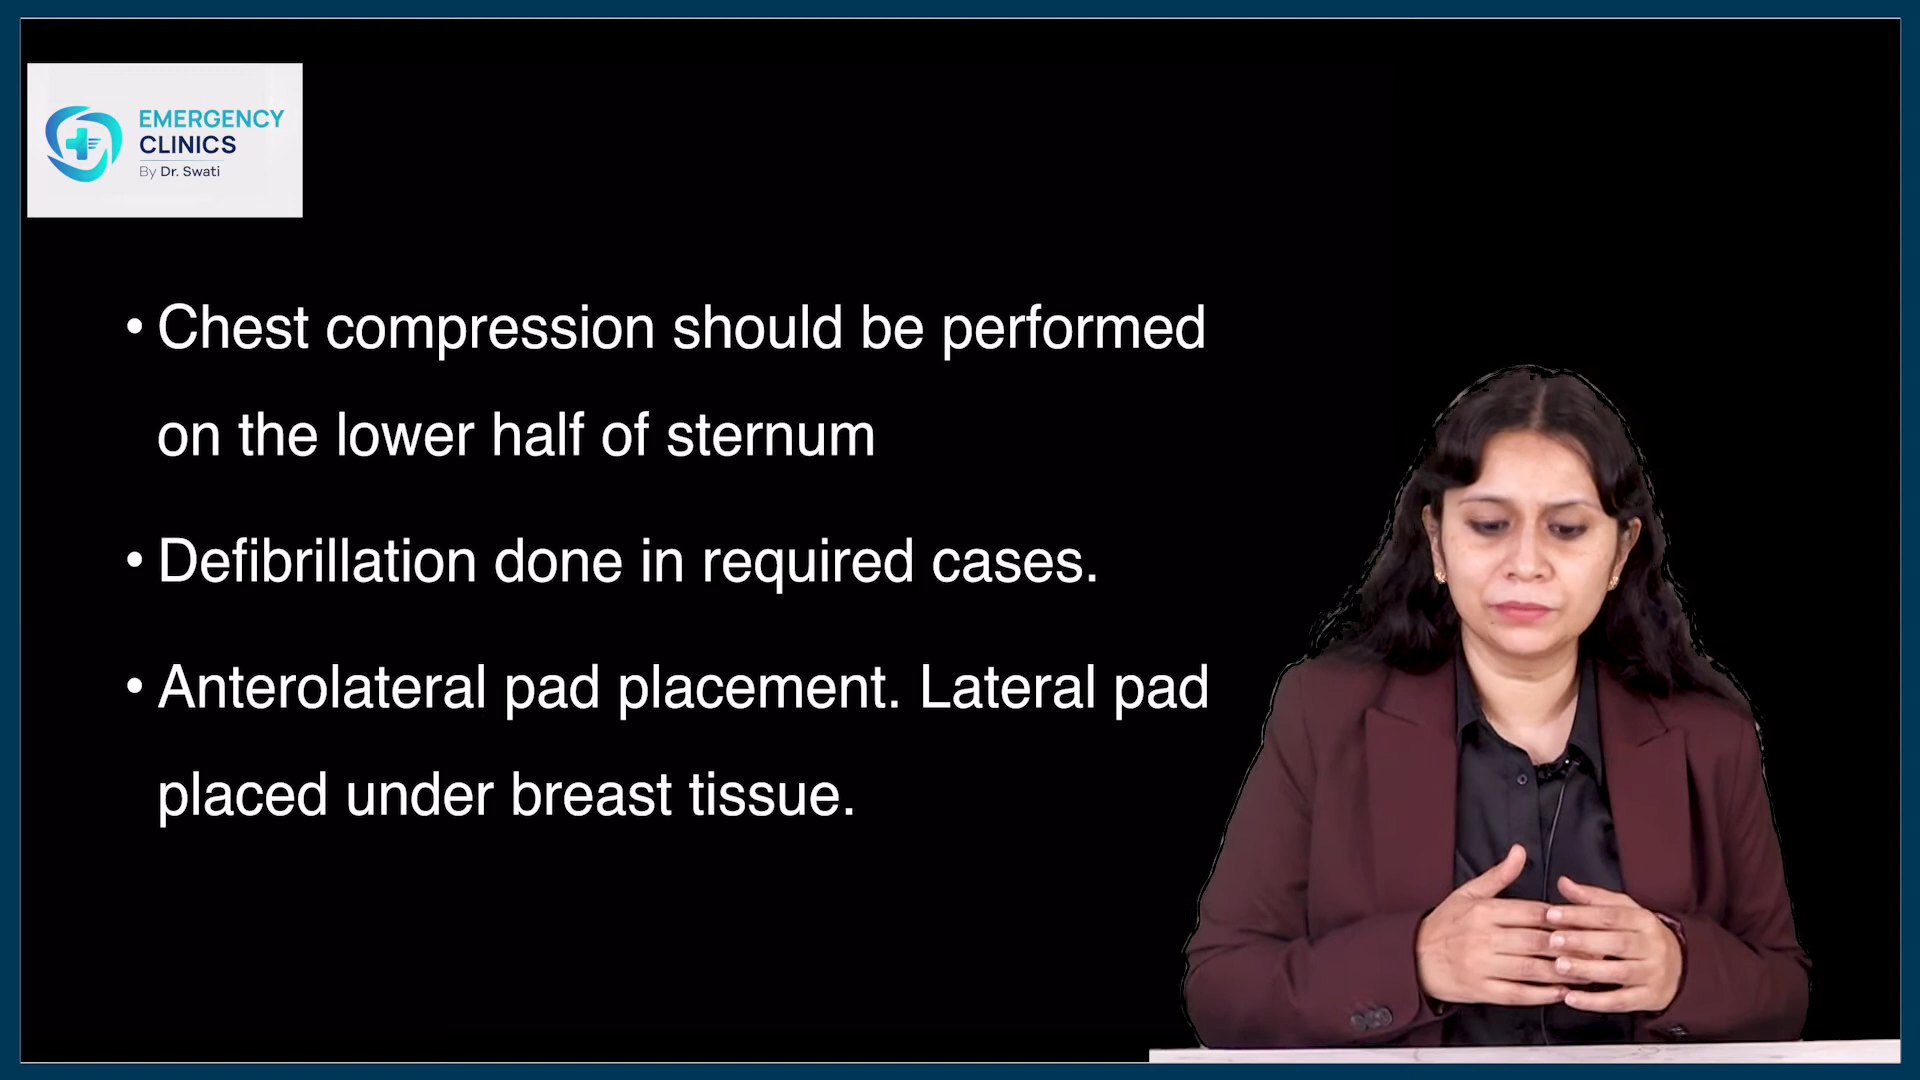 EMERGENCY
CLINICS
By Dr. Swati
• Chest compression should be performed
on the lower half of sternum
• Defibrillation done in required cases.
• Anterolateral pad placement. Lateral pad
placed under breast tissue.